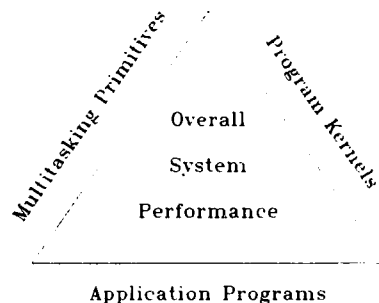 Multitasking Primitives
Program Kernels
Overall
System
Performance
Application Programs